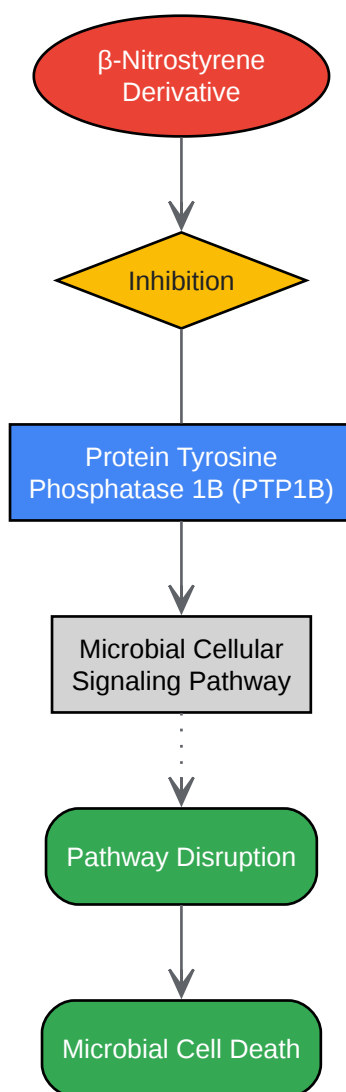 β-Nitrostyrene
Derivative
Inhibition
Protein Tyrosine
Phosphatase 1B (PTP1B)
Microbial Cellular
Signaling Pathway
Pathway Disruption
Microbial Cell Death